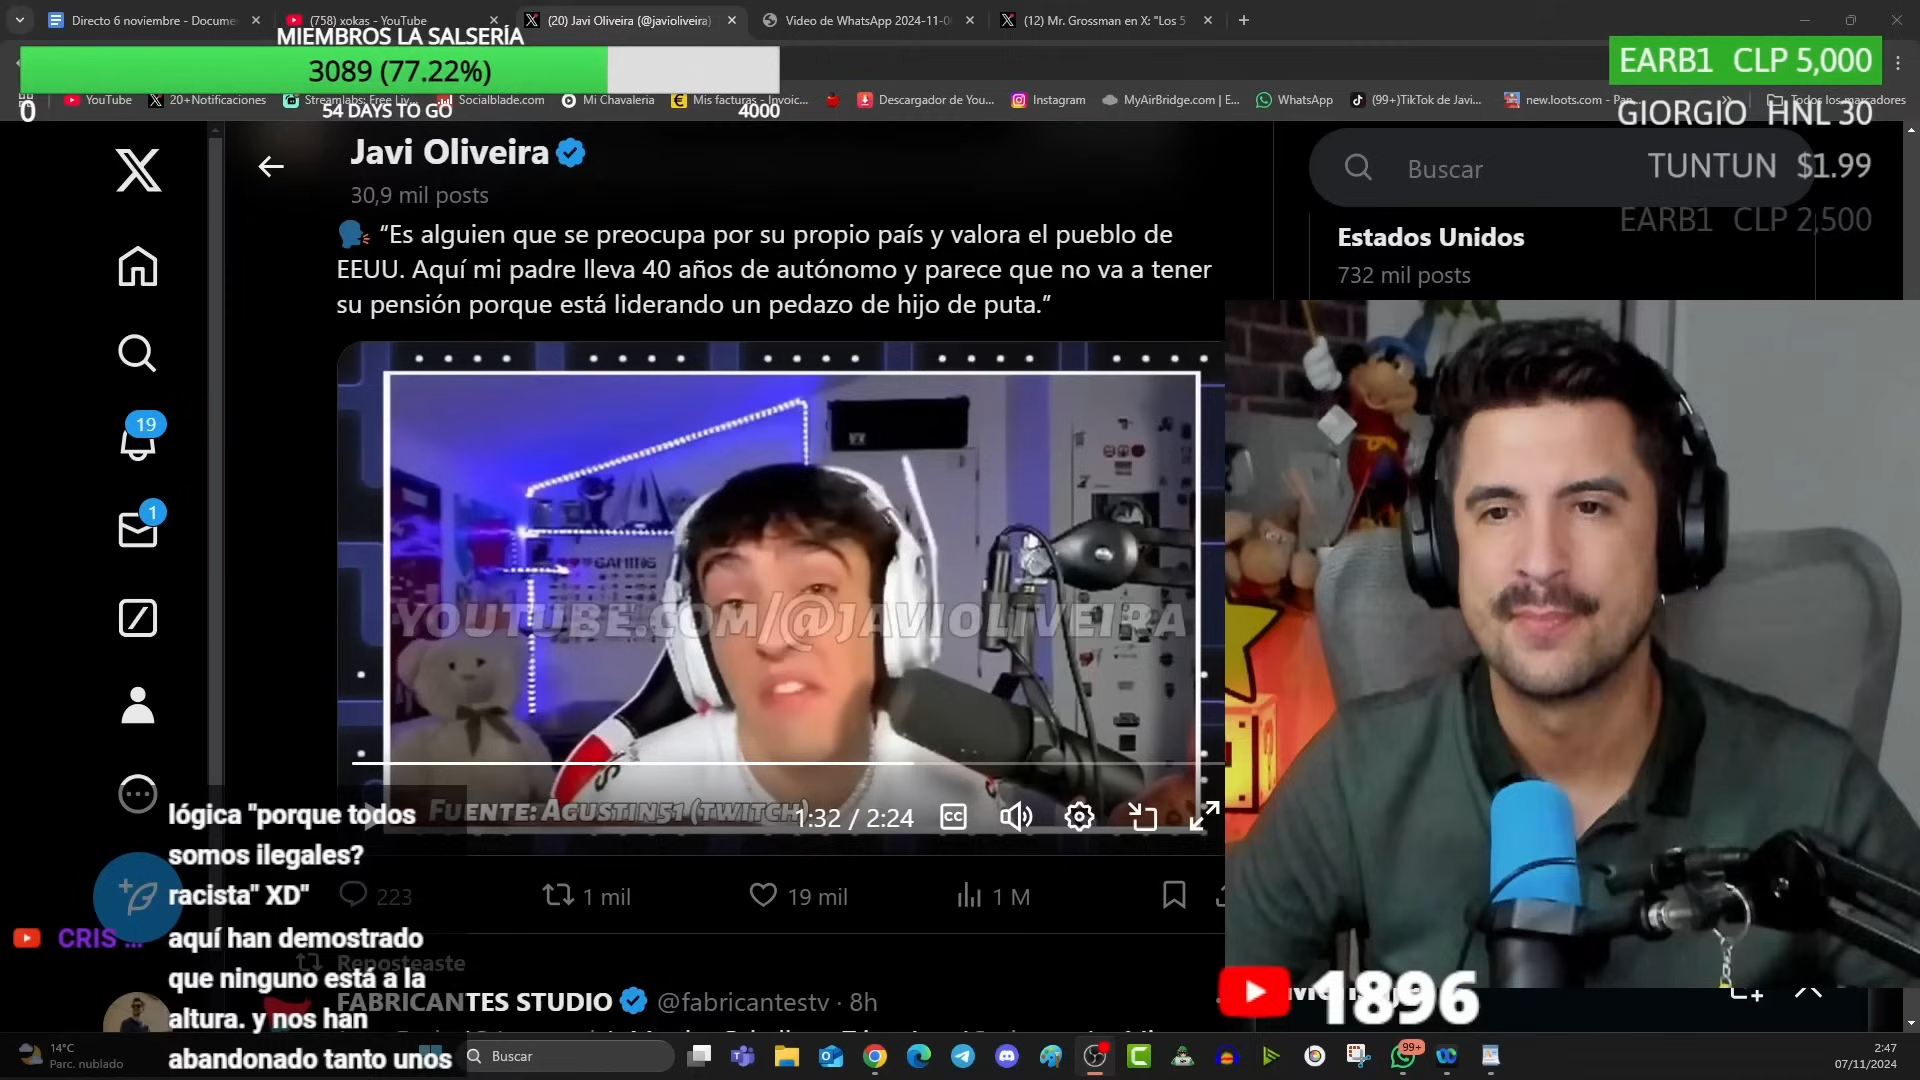 Directo 6 noviembre - Docume
(758) xokas - YouTube
(20) Javi Oliveira (@javioliveira)
Video de WhatsApp 2024-11-0
(12) Mr. Grossman en X: "Los 5
MIEMBROS LA SALSERÍA
3089 (77.22%)
0
54 DAYS TO GO
4000
EARB1 CLP 5,000
GIORGIO HNL 30
TUNTUN $1.99
EARB1 CLP 2,500
YouTube
20+Notificaciones
Streamlabs: Free Liv...
Socialblade.com
Mi Chavaleria
Mis facturas - Invoic...
Descargador de You...
Instagram
MyAirBridge.com | E...
WhatsApp
(99+)TikTok de Javi...
new.loots.com - Pan...
Todos los marcadores
Javi Oliveira
30,9 mil posts
Buscar
Estados Unidos
732 mil posts
“Es alguien que se preocupa por su propio país y valora el pueblo de
EEUU. Aquí mi padre lleva 40 años de autónomo y parece que no va a tener
su pensión porque está liderando un pedazo de hijo de puta.”
19
1
GAMING
YOUTUBE.COM/@JAVIOLIVEIRA
FUENTE: AGUSTIN51 (TWITCH)
1:32 / 2:24
CC
223
1 mil
19 mil
1 M
lógica "porque todos
somos ilegales?
racista" XD"
CRIS ...
aquí han demostrado
que ninguno está a la
altura. y nos han
abandonado tanto unos
Reposteaste
FABRICANTES STUDIO @fabricantestv · 8h
1896
14°C
Parc. nublado
Buscar
99+
2:47
07/11/2024